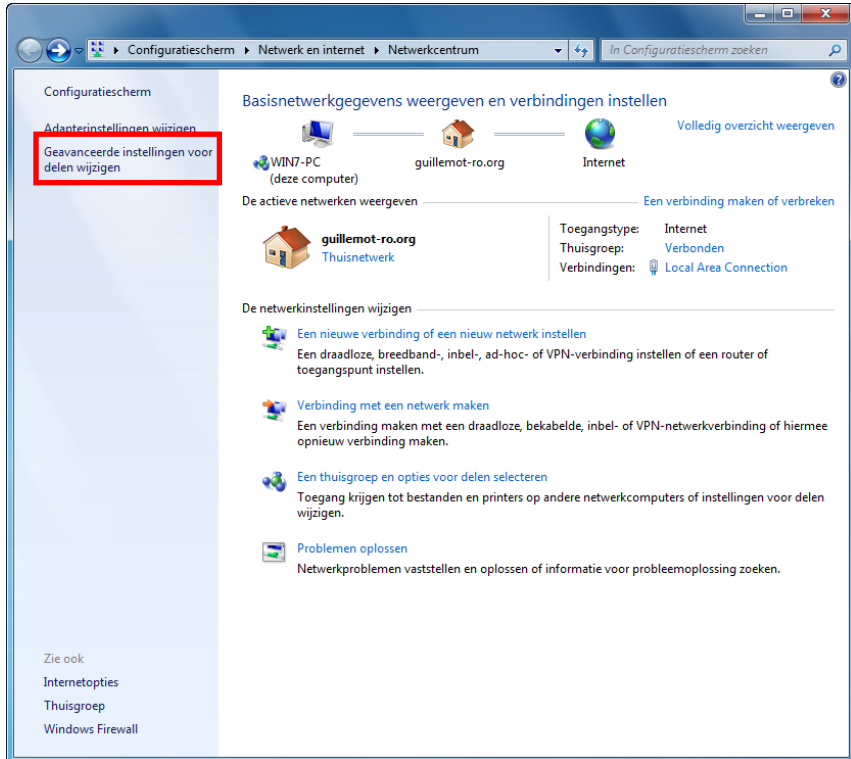 Configuratiescherm ▸ Netwerk en internet ▸ Netwerkcentrum
In Configuratiescherm zoeken
Configuratiescherm
Adapterinstellingen wijzigen
Geavanceerde instellingen voor
delen wijzigen
Basisnetwerkgegevens weergeven en verbindingen instellen
Volledig overzicht weergeven
WIN7-PC
(deze computer)
guillemot-ro.org
Internet
De actieve netwerken weergeven
Een verbinding maken of verbreken
guillemot-ro.org
Thuisnetwerk
Toegangstype: Internet
Thuisgroep: Verbonden
Verbindingen: Local Area Connection
De netwerkinstellingen wijzigen
Een nieuwe verbinding of een nieuw netwerk instellen
Een draadloze, breedband-, inbel-, ad-hoc- of VPN-verbinding instellen of een router of
toegangspunt instellen.
Verbinding met een netwerk maken
Een verbinding maken met een draadloze, bekabelde, inbel- of VPN-netwerkverbinding of hiermee
opnieuw verbinding maken.
Een thuisgroep en opties voor delen selecteren
Toegang krijgen tot bestanden en printers op andere netwerkcomputers of instellingen voor delen
wijzigen.
Problemen oplossen
Netwerkproblemen vaststellen en oplossen of informatie voor probleemoplossing zoeken.
Zie ook
Internetopties
Thuisgroep
Windows Firewall